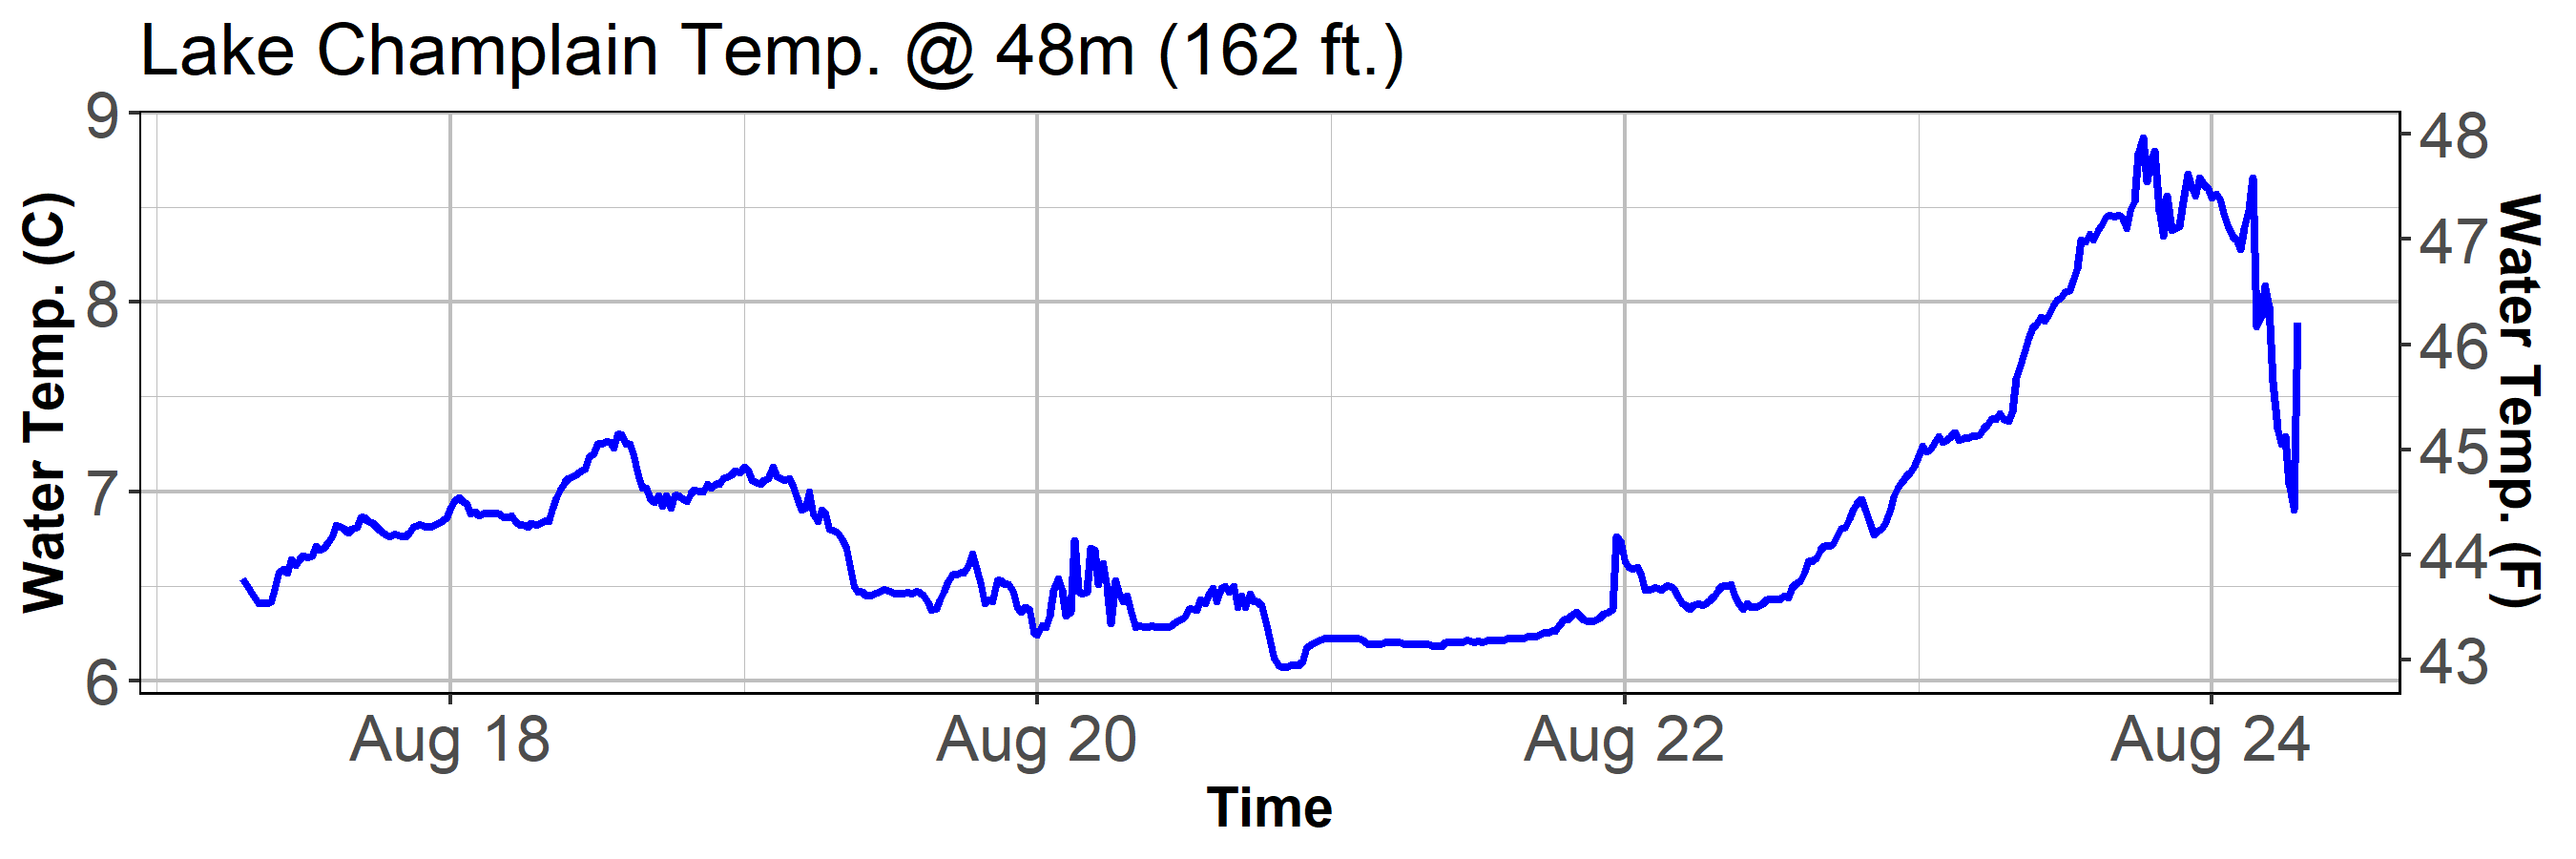 Lake Champlain Temp. @ 48m (162 ft.)
Water Temp. (C)
9
8
7
6
48
47
46
45
44
43
Water Temp. (F)
Aug 18 Aug 20 Aug 22 Aug 24
Time